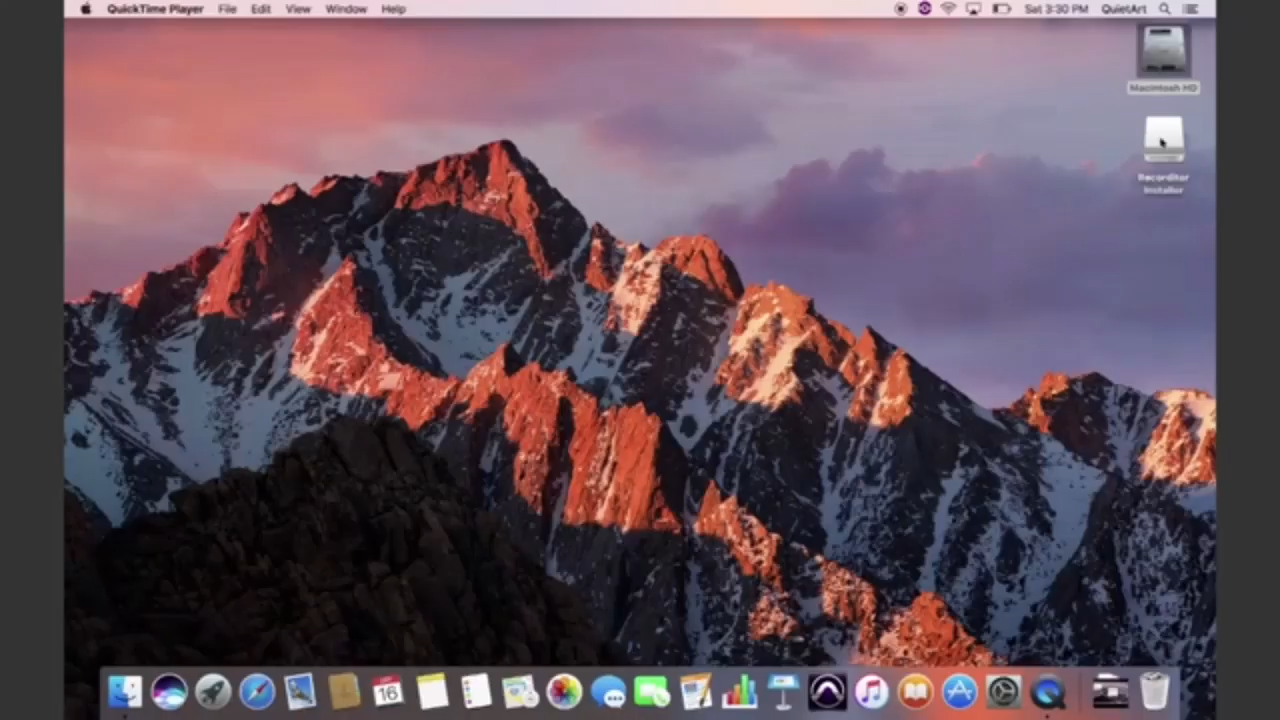 QuickTime Player File Edit View Window Help Sat 3:30 PM QuietArt
Macintosh HD
Recorditor
Installer
16